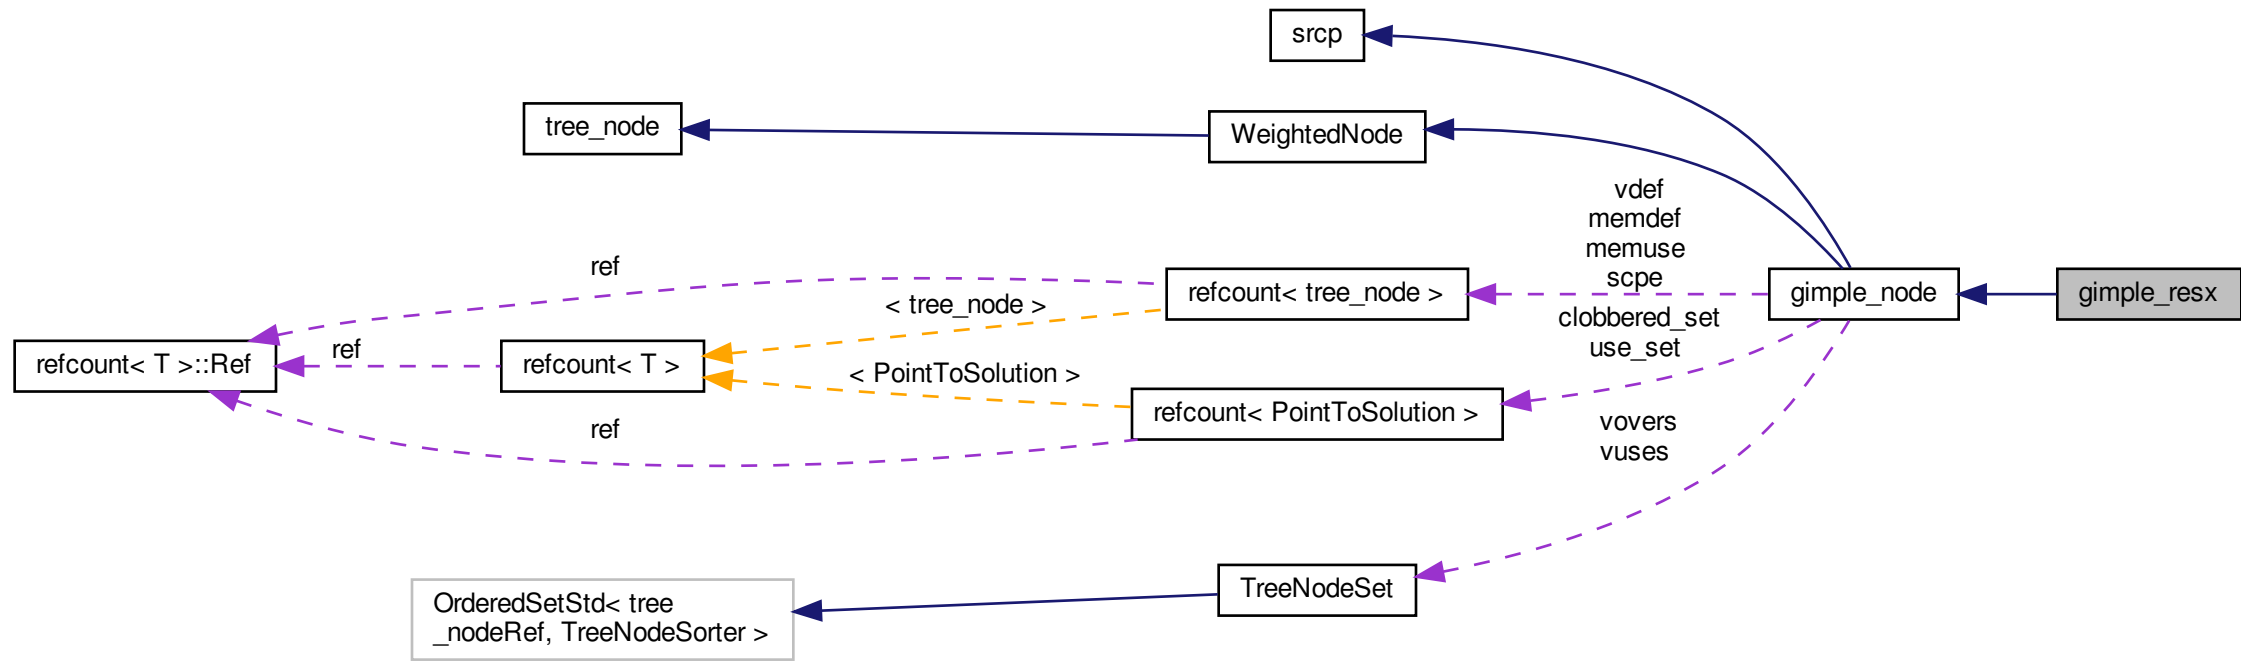 srcp
tree_node
WeightedNode
vdef
memdef
memuse
scpe
ref
refcount< tree_node >
gimple_node
gimple_resx
< tree_node >
clobbered_set
use_set
ref
refcount< T >::Ref
refcount< T >
< PointToSolution >
refcount< PointToSolution >
ref
vovers
vuses
TreeNodeSet
OrderedSetStd< tree
_nodeRef, TreeNodeSorter >